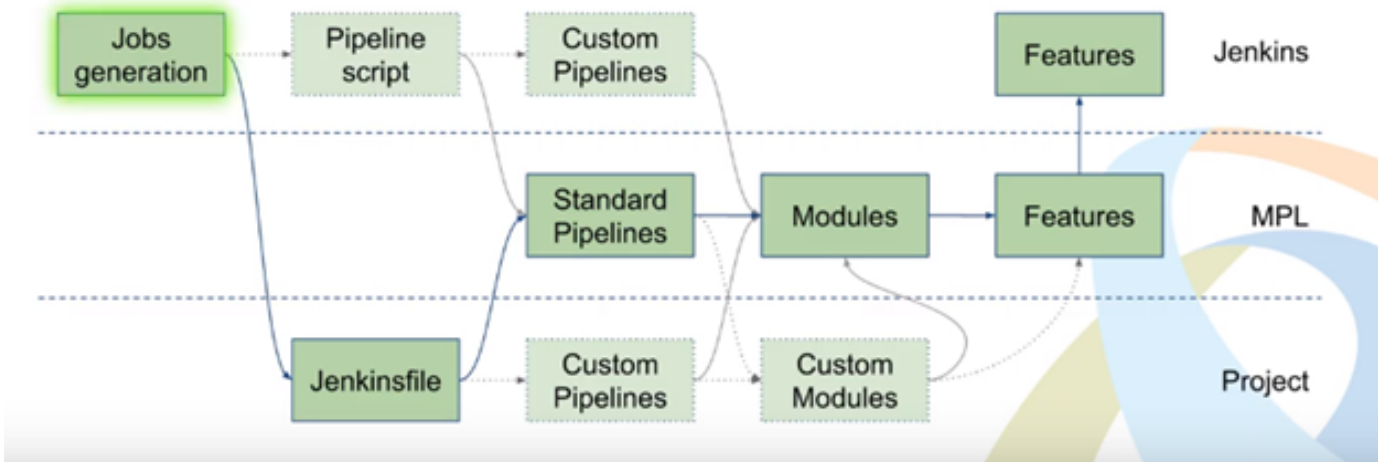 Jobs
generation
Pipeline
script
Custom
Pipelines
Features
Jenkins
Standard
Pipelines
Modules
Features
MPL
Jenkinsfile
Custom
Pipelines
Custom
Modules
Project